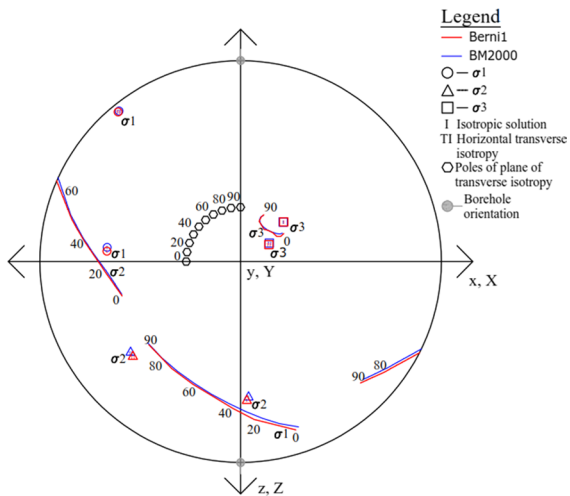 Legend
Berni1
BM2000
σ1
σ2
σ3
I Isotropic solution
TI Horizontal transverse
isotropy
Poles of plane of
transverse isotropy
Borehole
orientation
σ1
60
40
20
0
σ1
σ2
90
80
60
40
20
0
90
σ3
σ3
0
σ3
y, Y
x, X
σ2
90
80
60
40
20
σ1
0
σ2
80
90
z, Z